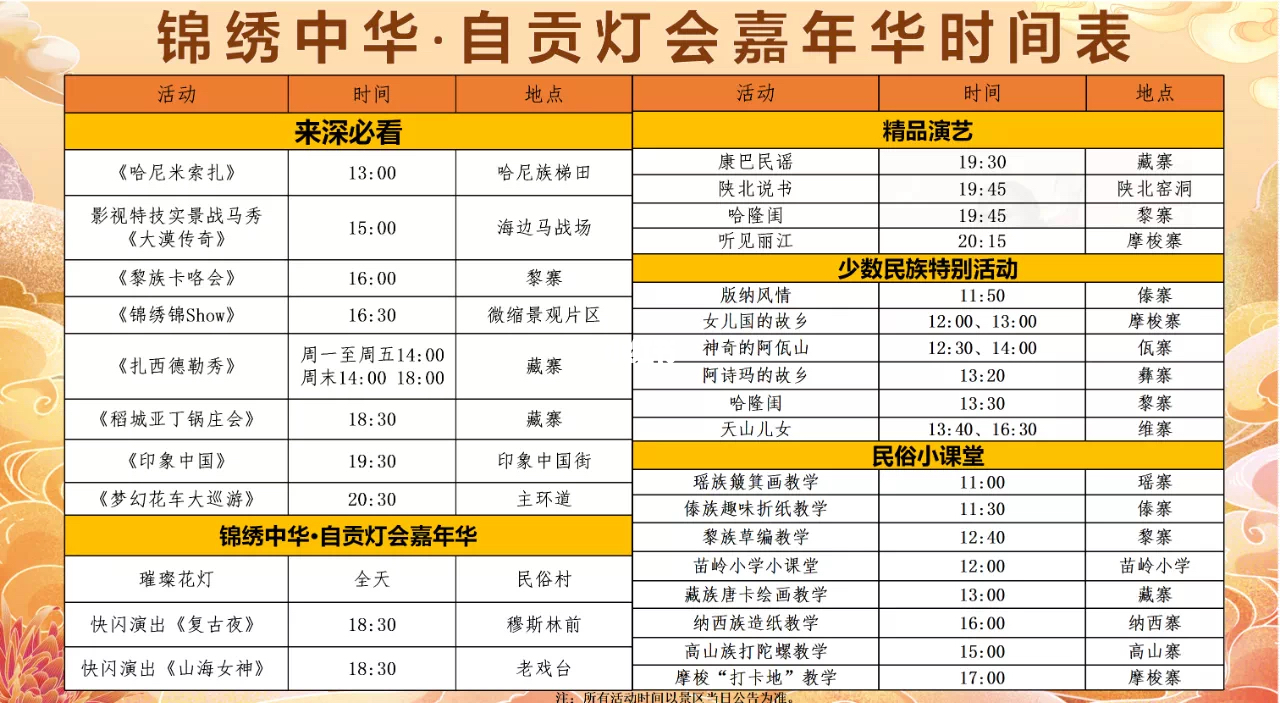 锦绣中华·自贡灯会嘉年华时间表
活动 时间 地点
来深必看
《哈尼米索扎》 13:00 哈尼族梯田
影视特技实景战马秀
《大漠传奇》 15:00 海边马战场
《黎族卡咯会》 16:00 黎寨
《锦绣锦Show》 16:30 微缩景观片区
《扎西德勒秀》 周一至周五14:00
周末14:00 18:00 藏寨
《稻城亚丁锅庄会》 18:30 藏寨
《印象中国》 19:30 印象中国街
《梦幻花车大巡游》 20:30 主环道
锦绣中华·自贡灯会嘉年华
璀璨花灯 全天 民俗村
快闪演出《复古夜》 18:30 穆斯林前
快闪演出《山海女神》 18:30 老戏台
活动 时间 地点
精品演艺
康巴民谣 19:30 藏寨
陕北说书 19:45 陕北窑洞
哈隆闺 19:45 黎寨
听见丽江 20:15 摩梭寨
少数民族特别活动
版纳风情 11:50 傣寨
女儿国的故乡 12:00、13:00 摩梭寨
神奇的阿佤山 12:30、14:00 佤寨
阿诗玛的故乡 13:20 彝寨
哈隆闺 13:30 黎寨
天山儿女 13:40、16:30 维寨
民俗小课堂
瑶族簸箕画教学 11:00 瑶寨
傣族趣味折纸教学 11:30 傣寨
黎族草编教学 12:40 黎寨
苗岭小学小课堂 12:00 苗岭小学
藏族唐卡绘画教学 13:00 藏寨
纳西族造纸教学 16:00 纳西寨
高山族打陀螺教学 15:00 高山寨
摩梭“打卡地”教学 17:00 摩梭寨
注：所有活动时间以景区当日公告为准。